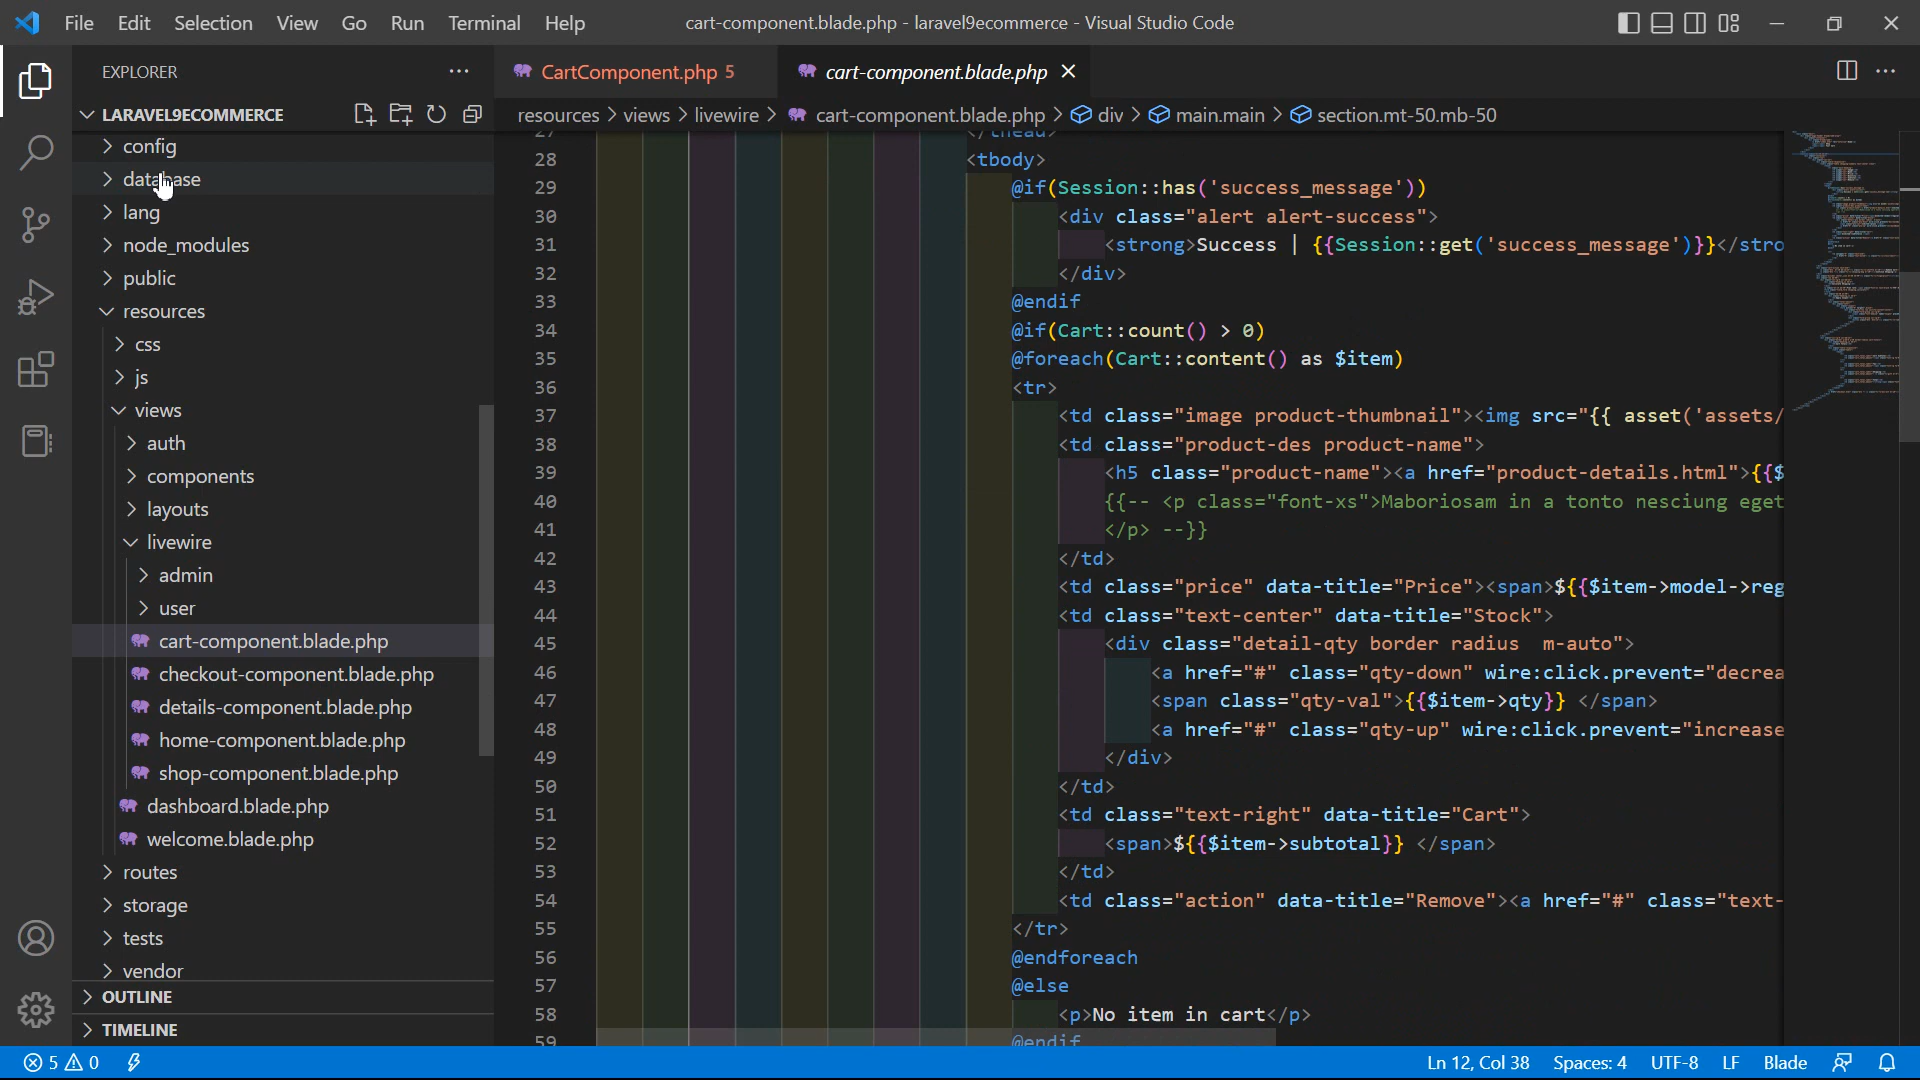 File Edit Selection View Go Run Terminal Help
cart-component.blade.php - laravel9ecommerce - Visual Studio Code
EXPLORER
LARAVEL9ECOMMERCE
config
database
lang
node_modules
public
resources
css
js
views
auth
components
layouts
livewire
admin
user
cart-component.blade.php
checkout-component.blade.php
details-component.blade.php
home-component.blade.php
shop-component.blade.php
dashboard.blade.php
welcome.blade.php
routes
storage
tests
vendor
OUTLINE
TIMELINE
CartComponent.php 5
cart-component.blade.php
resources > views > livewire > cart-component.blade.php > div > main.main > section.mt-50.mb-50
27 </thead>
28 <tbody>
29 @if(Session::has('success_message'))
30 <div class="alert alert-success">
31 <strong>Success | {{Session::get('success_message')}}</stro
32 </div>
33 @endif
34 @if(Cart::count() > 0)
35 @foreach(Cart::content() as $item)
36 <tr>
37 <td class="image product-thumbnail"><img src="{{ asset('assets/
38 <td class="product-des product-name">
39 <h5 class="product-name"><a href="product-details.html">{{$
40 {{-- <p class="font-xs">Maboriosam in a tonto nesciung eget
41 </p> --}}
42 </td>
43 <td class="price" data-title="Price"><span>${{$item->model->reg
44 <td class="text-center" data-title="Stock">
45 <div class="detail-qty border radius  m-auto">
46 <a href="#" class="qty-down" wire:click.prevent="decrea
47 <span class="qty-val">{{$item->qty}} </span>
48 <a href="#" class="qty-up" wire:click.prevent="increase
49 </div>
50 </td>
51 <td class="text-right" data-title="Cart">
52 <span>${{$item->subtotal}} </span>
53 </td>
54 <td class="action" data-title="Remove"><a href="#" class="text-
55 </tr>
56 @endforeach
57 @else
58 <p>No item in cart</p>
59 @endif
5 0
Ln 12, Col 38 Spaces: 4 UTF-8 LF Blade